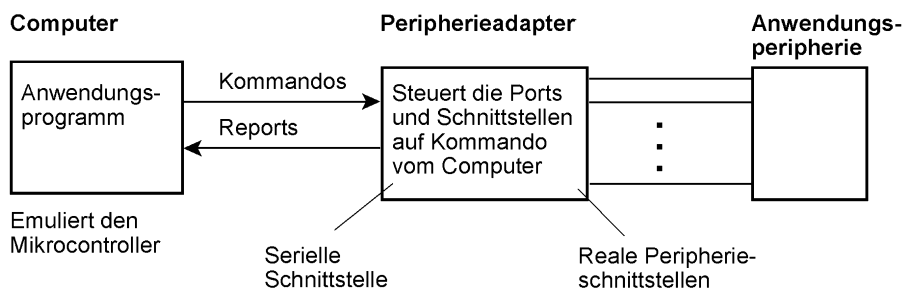 Computer
Peripherieadapter
Anwendungs-
peripherie
Anwendungs-
programm
Kommandos
Reports
Steuert die Ports
und Schnittstellen
auf Kommando
vom Computer
Emuliert den
Mikrocontroller
Serielle
Schnittstelle
Reale Peripherie-
schnittstellen